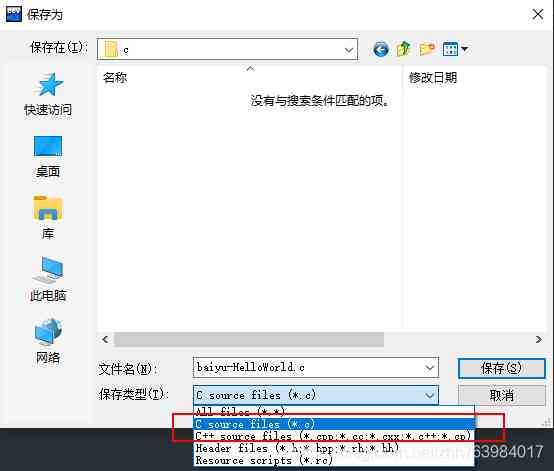 DEV
保存为
保存在(I):
c
名称
修改日期
没有与搜索条件匹配的项。
快速访问
桌面
库
此电脑
网络
文件名(N):
baiyu-HelloWorld.c
保存(S)
保存类型(T):
C source files (*.c)
取消
All files (*.*)
C source files (*.c)
C++ source files (*.cpp;*.cc;*.cxx;*.c++;*.cp)
Header files (*.h;*.hpp;*.rh;*.hh)
Resource scripts (*.rc)